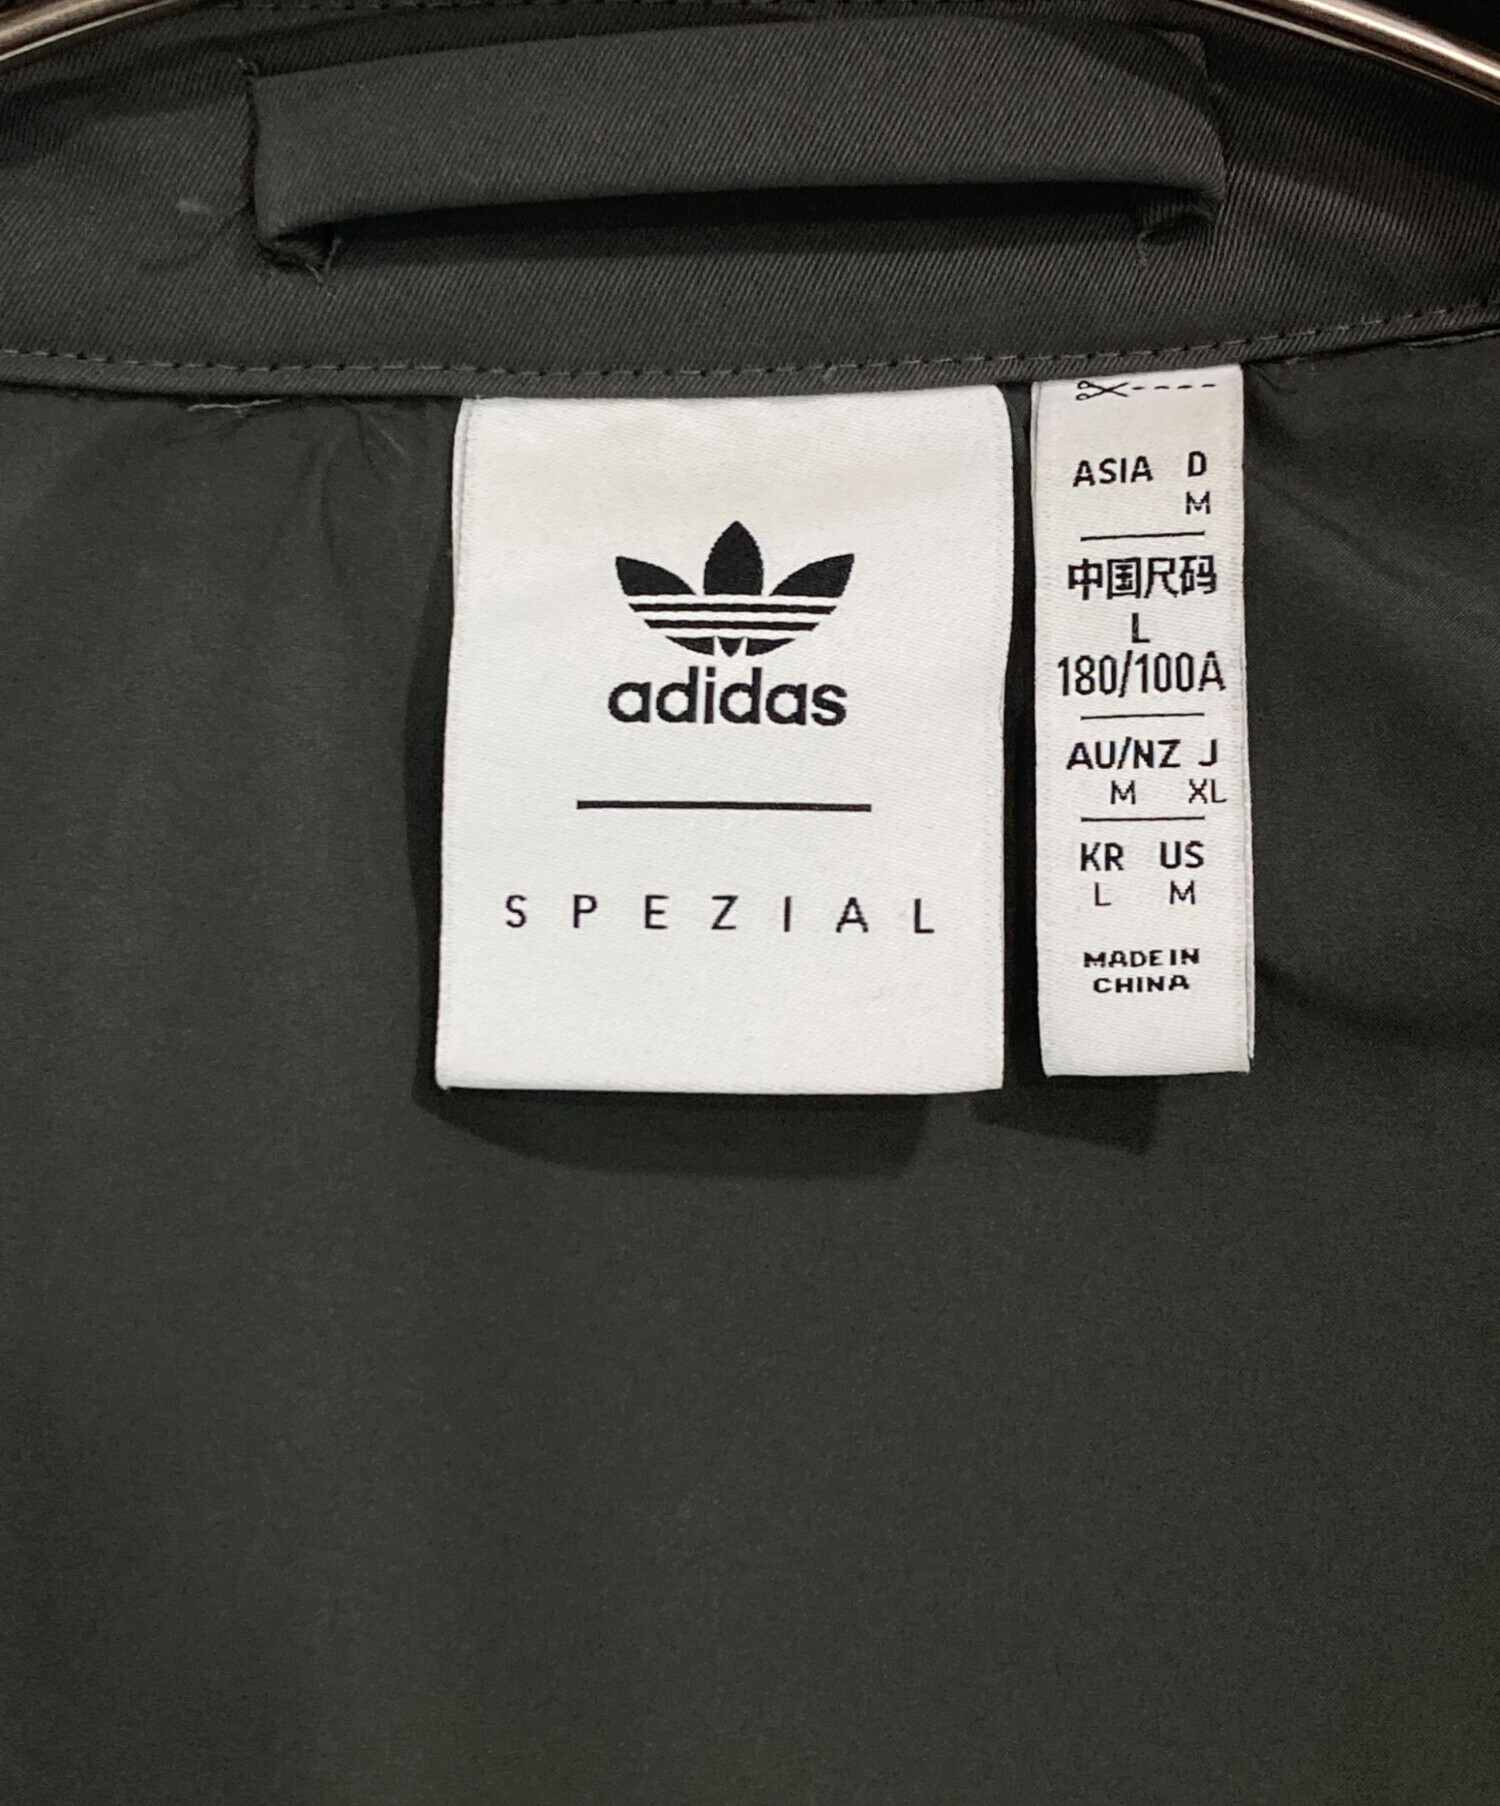 adidas
SPEZIAL
ASIA D
M
中国尺码
L
180/100A
AU/NZ J
M XL
KR US
L M
MADE IN
CHINA